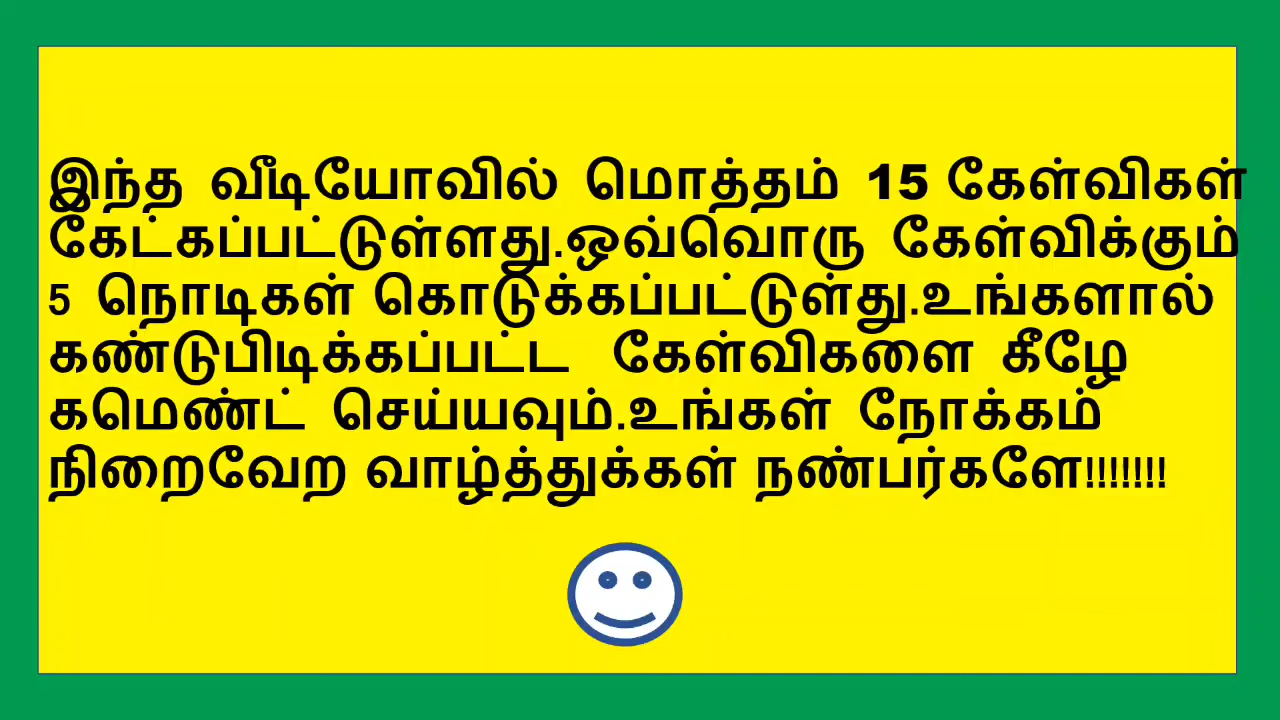 இந்த வீடியோவில் மொத்தம் 15 கேள்விகள்
கேட்கப்பட்டுள்ளது.ஒவ்வொரு கேள்விக்கும்
5 நொடிகள் கொடுக்கப்பட்டுள்து.உங்களால்
கண்டுபிடிக்கப்பட்ட கேள்விகளை கீழே
கமெண்ட் செய்யவும்.உங்கள் நோக்கம்
நிறைவேற வாழ்த்துக்கள் நண்பர்களே!!!!!!!